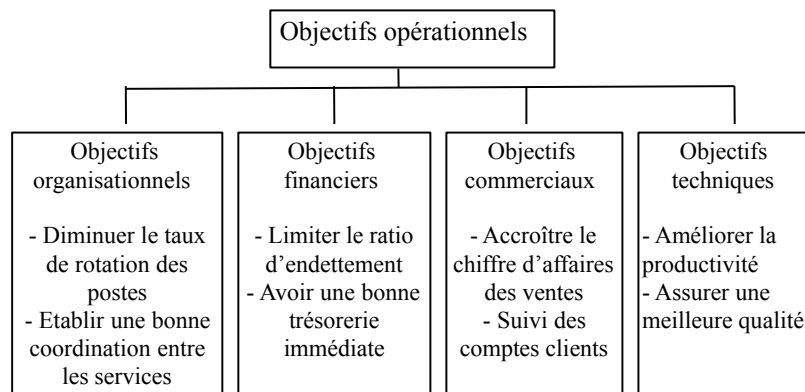 Objectifs opérationnels
Objectifs
organisationnels
- Diminuer le taux
de rotation des
postes
- Etablir une bonne
coordination entre
les services
Objectifs
financiers
- Limiter le ratio
d’endettement
- Avoir une bonne
trésorerie
immédiate
Objectifs
commerciaux
- Accroître le
chiffre d’affaires
des ventes
- Suivi des
comptes clients
Objectifs
techniques
- Améliorer la
productivité
- Assurer une
meilleure qualité